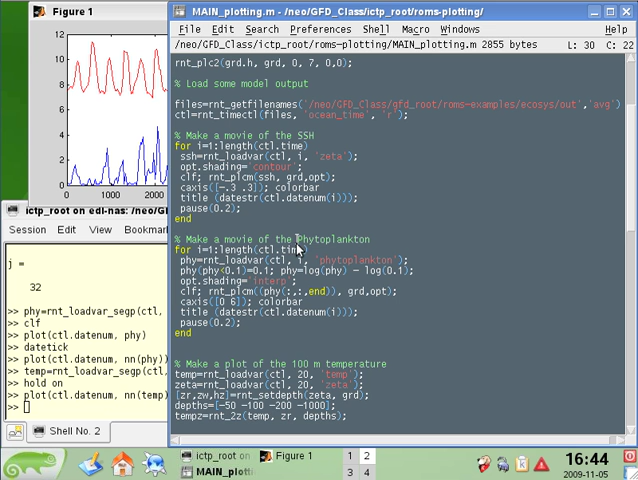 Figure 1
12
10
8
6
4
2
0
0 1000 2000
ictp_root on edl-nas: /neo/G
Session Edit View Bookm
j =
32
>> phy=rnt_loadvar_segp(ctl,
>> clf
>> plot(ctl.datenum, phy)
>> datetick
>> plot(ctl.datenum, nn(phy)
>> temp=rnt_loadvar_segp(ct
>> hold on
>> plot(ctl.datenum, nn(temp)
>>
Shell No. 2
MAIN_plotting.m - /neo/GFD_Class/ictp_root/roms-plotting/
File Edit Search Preferences Shell Macro Windows
/neo/GFD_Class/ictp_root/roms-plotting/MAIN_plotting.m 2855 bytes L: 30 C: 22
rnt_plc2(grd.h, grd, 0, 7, 0,0);
% Load some model output
files=rnt_getfilenames('/neo/GFD_Class/gfd_root/roms-examples/ecosys/out','avg')
ctl=rnt_timectl(files, 'ocean_time', 'r');
% Make a movie of the SSH
for i=1:length(ctl.time)
ssh=rnt_loadvar(ctl, i, 'zeta');
opt.shading='contour';
clf; rnt_plcm(ssh, grd,opt);
caxis([-.3 .3]); colorbar
title (datestr(ctl.datenum(i)));
pause(0.2);
end
% Make a movie of the Phytoplankton
for i=1:length(ctl.time)
phy=rnt_loadvar(ctl, i, 'phytoplankton');
phy(phy<0.1)=0.1; phy=log(phy) - log(0.1);
opt.shading='interp';
clf; rnt_plcm((phy(:,:,end)), grd,opt);
caxis([0 6]); colorbar
title (datestr(ctl.datenum(i)));
pause(0.2);
end
% Make a plot of the 100 m temperature
temp=rnt_loadvar(ctl, 20, 'temp');
zeta=rnt_loadvar(ctl, 20, 'zeta');
[zr,zw,hz]=rnt_setdepth(zeta, grd);
depths=[-50 -100 -200 -1000];
tempz=rnt_2z(temp, zr, depths);
ictp_root on Figure 1
MAIN_plotti
1 2
3 4
16:44
2009-11-05